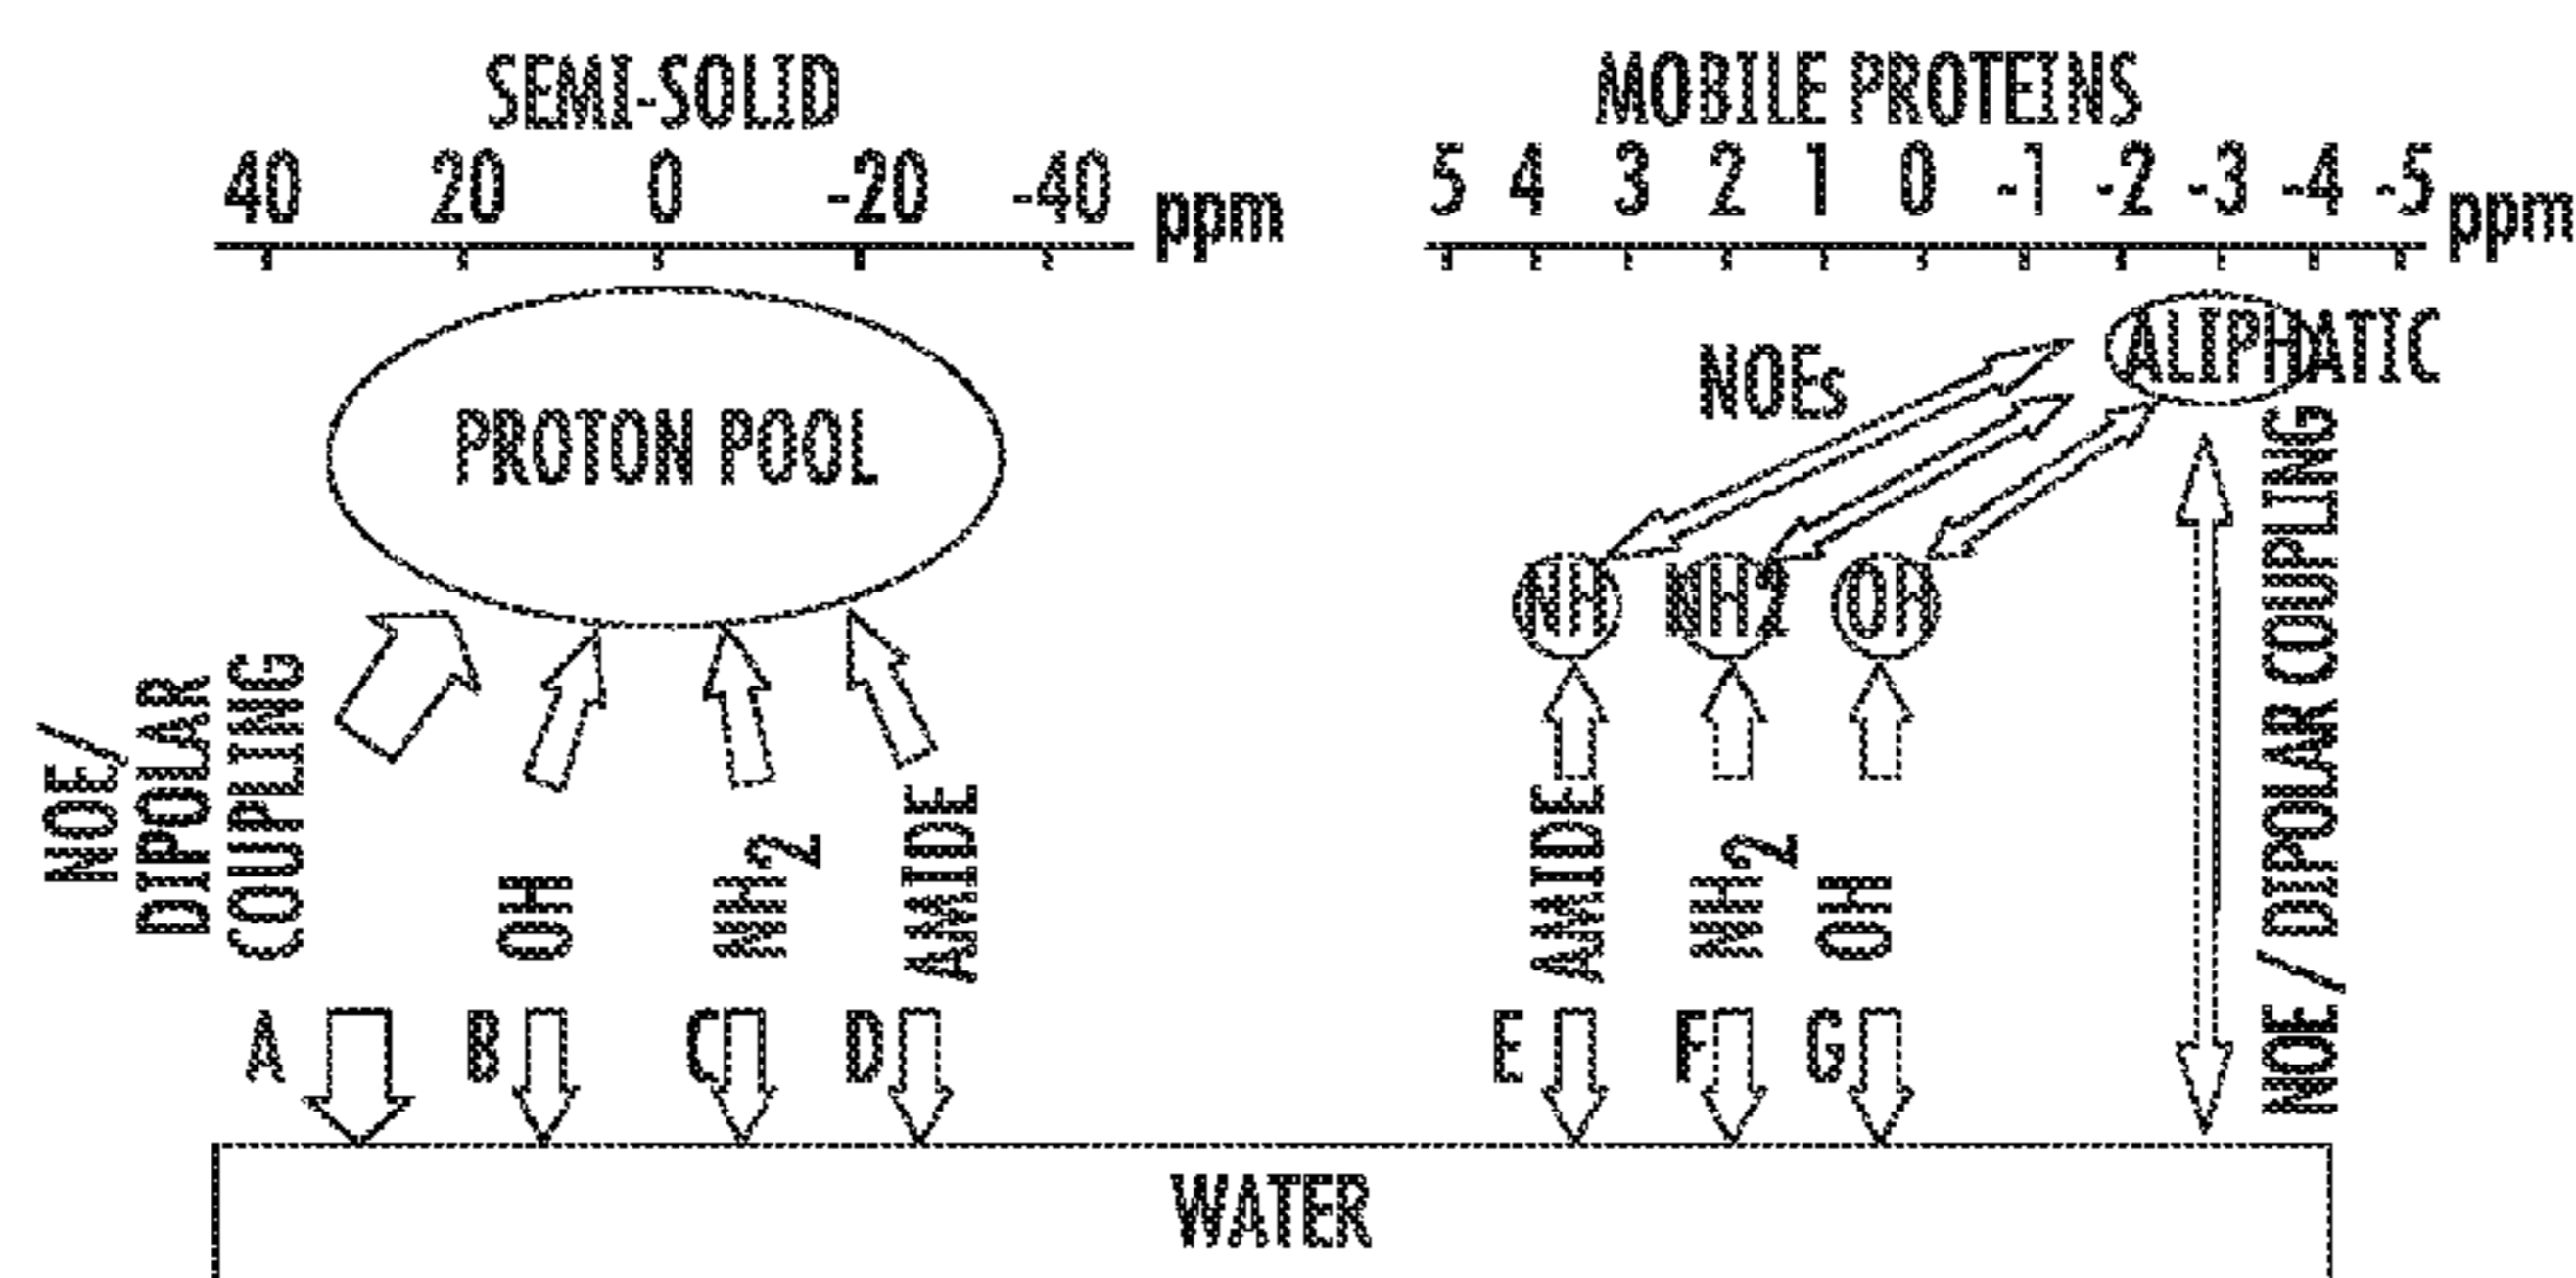 SEMI-SOLID
40 20 0 -20 -40 ppm
PROTON POOL
NOE/
DIPOLAR
COUPLING
OH
NH2
AMIDE
A B C D
MOBILE PROTEINS
5 4 3 2 1 0 -1 -2 -3 -4 -5 ppm
ALIPHATIC
NOEs
NH NH2 OH
AMIDE
NH2
OH
NOE / DIPOLAR COUPLING
E F G
WATER